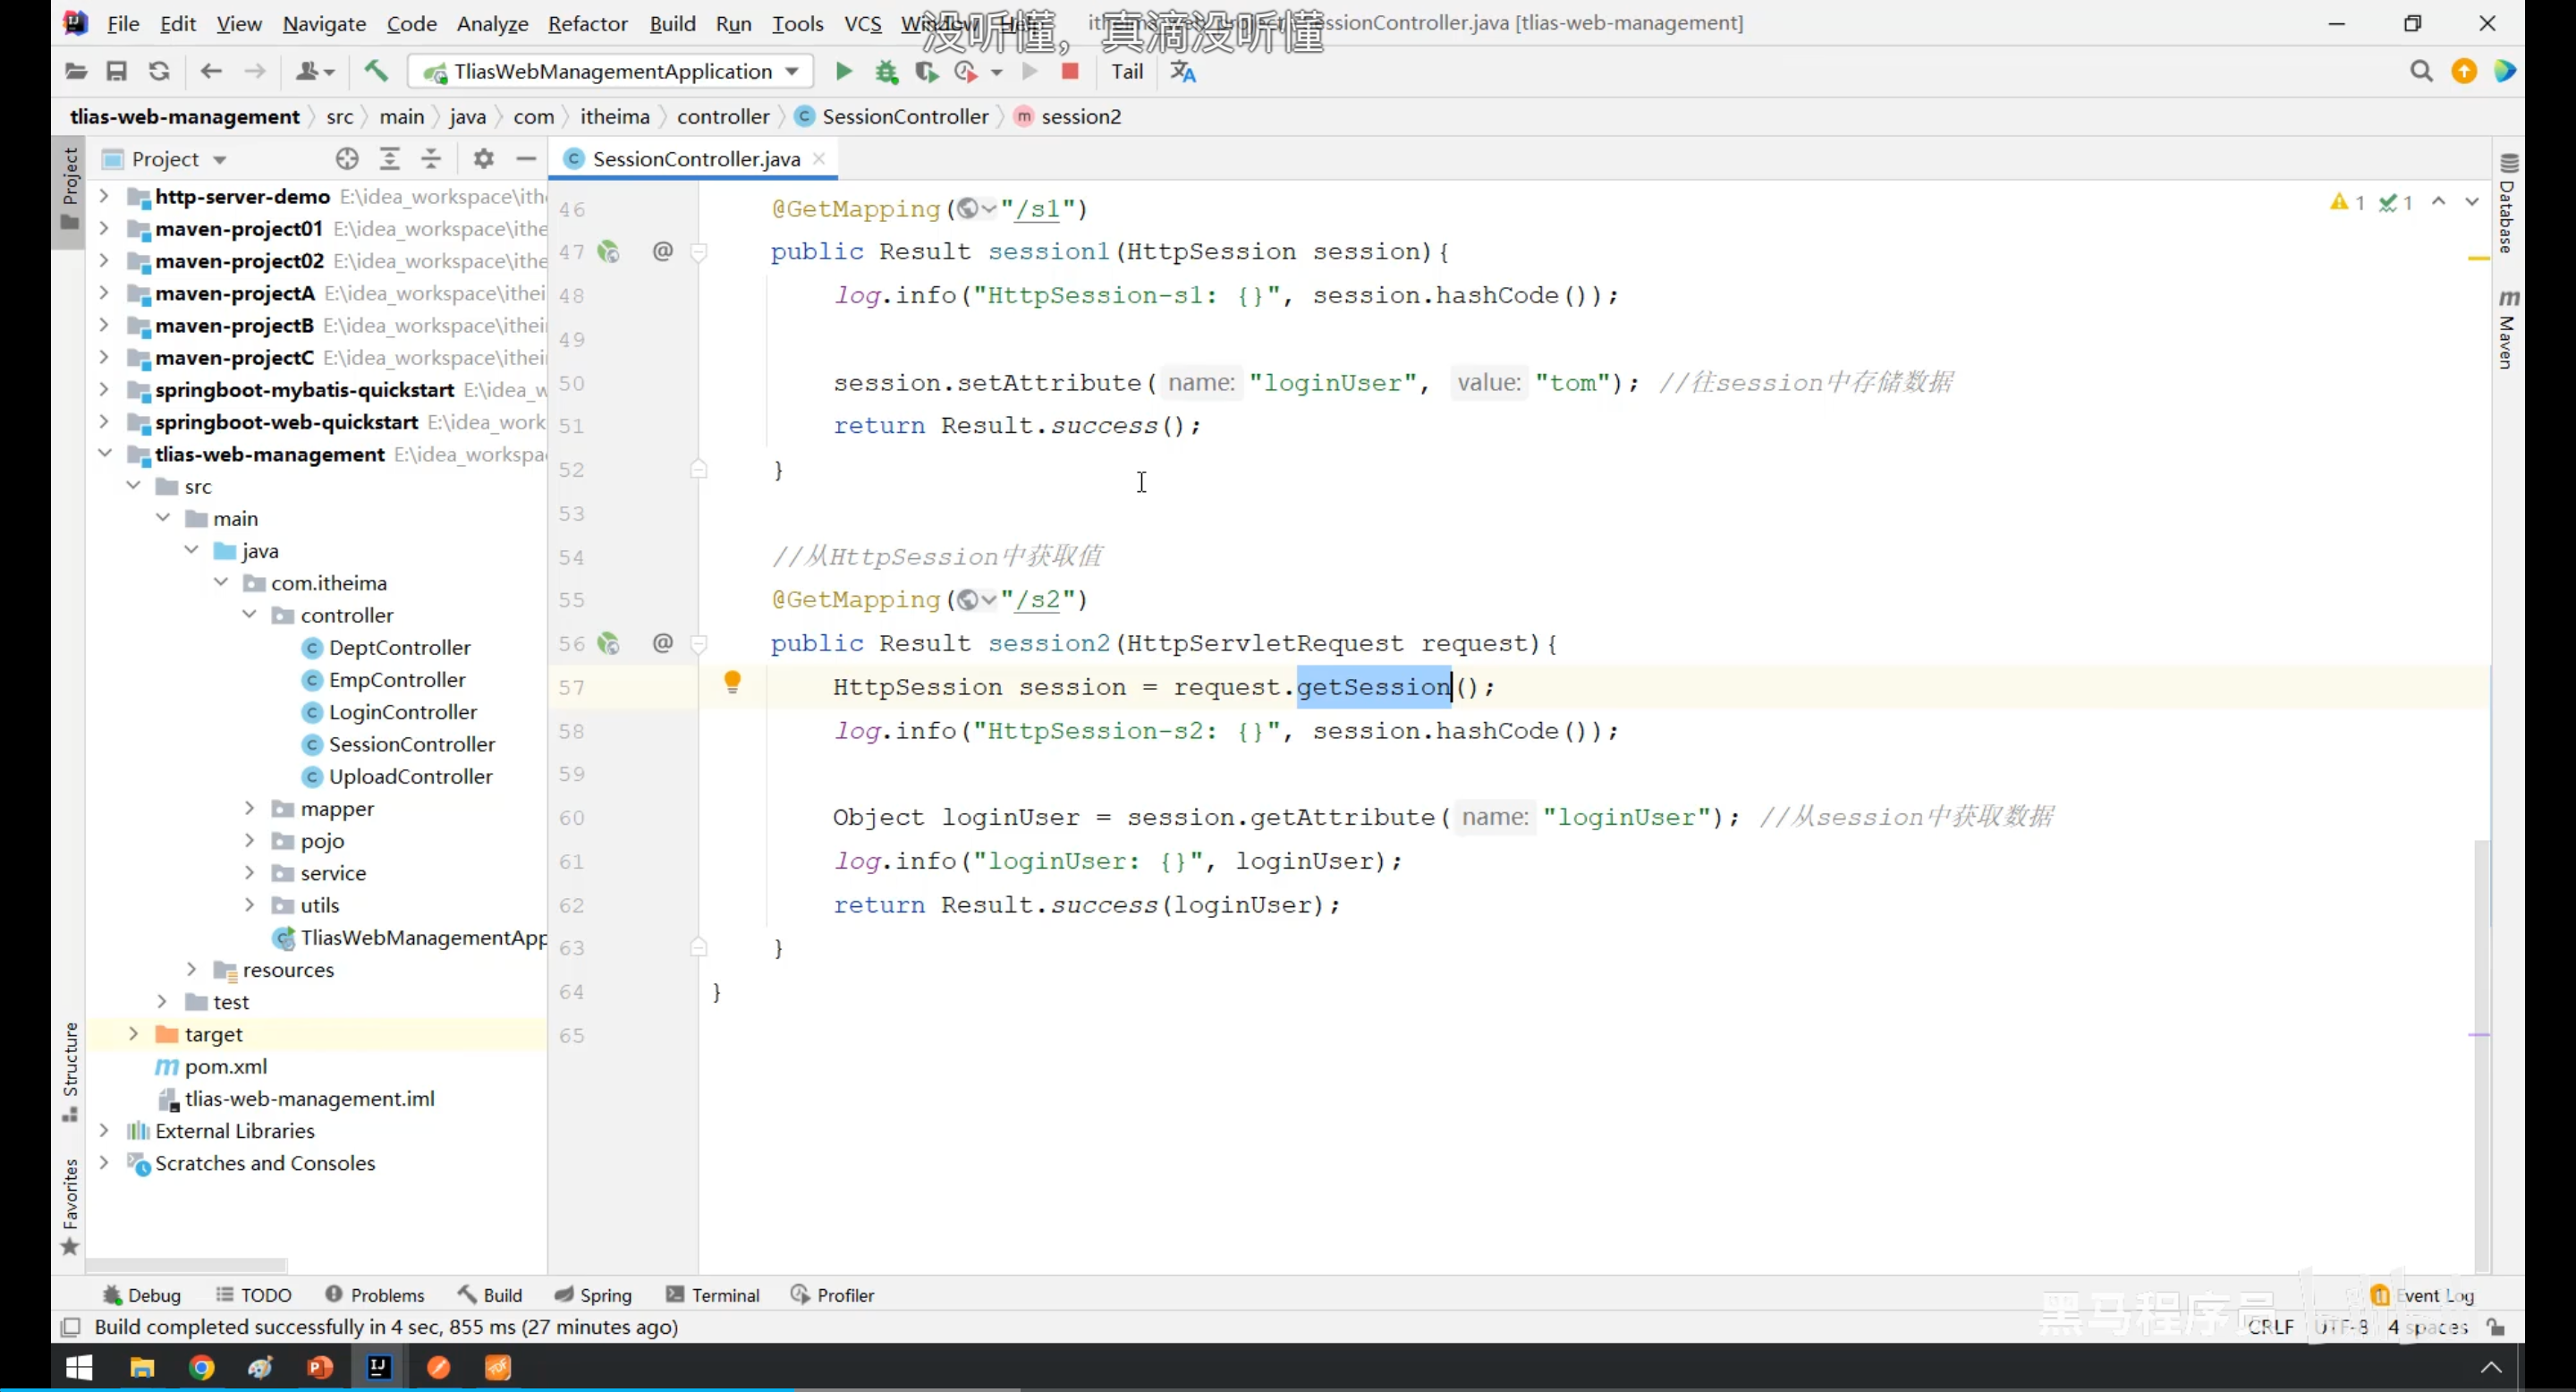 File Edit View Navigate Code Analyze Refactor Build Run Tools VCS Window Help
没听懂，真滴没听懂
SessionController.java [tlias-web-management]
TliasWebManagementApplication
Tail
tlias-web-management src main java com itheima controller SessionController session2
Project
SessionController.java
Project
http-server-demo E:\idea_workspace\ith
maven-project01 E:\idea_workspace\ithe
maven-project02 E:\idea_workspace\ithe
maven-projectA E:\idea_workspace\ithei
maven-projectB E:\idea_workspace\ithei
maven-projectC E:\idea_workspace\ithei
springboot-mybatis-quickstart E:\idea_w
springboot-web-quickstart E:\idea_work
tlias-web-management E:\idea_workspa
src
main
java
com.itheima
controller
DeptController
EmpController
LoginController
SessionController
UploadController
mapper
pojo
service
utils
TliasWebManagementApp
resources
test
target
pom.xml
tlias-web-management.iml
External Libraries
Scratches and Consoles
Structure
Favorites
46 @GetMapping("/s1")
47 @ public Result session1(HttpSession session){
48 log.info("HttpSession-s1: {}", session.hashCode());
49
50 session.setAttribute( name: "loginUser", value: "tom"); //往session中存储数据
51 return Result.success();
52 }
53
54 //从HttpSession中获取值
55 @GetMapping("/s2")
56 @ public Result session2(HttpServletRequest request){
57 HttpSession session = request.getSession();
58 log.info("HttpSession-s2: {}", session.hashCode());
59
60 Object loginUser = session.getAttribute( name: "loginUser"); //从session中获取数据
61 log.info("loginUser: {}", loginUser);
62 return Result.success(loginUser);
63 }
64 }
65
1 1
Database
Maven
Debug TODO Problems Build Spring Terminal Profiler
1 Event Log
Build completed successfully in 4 sec, 855 ms (27 minutes ago)
CRLF UTF-8 4 spaces
黑马程序员